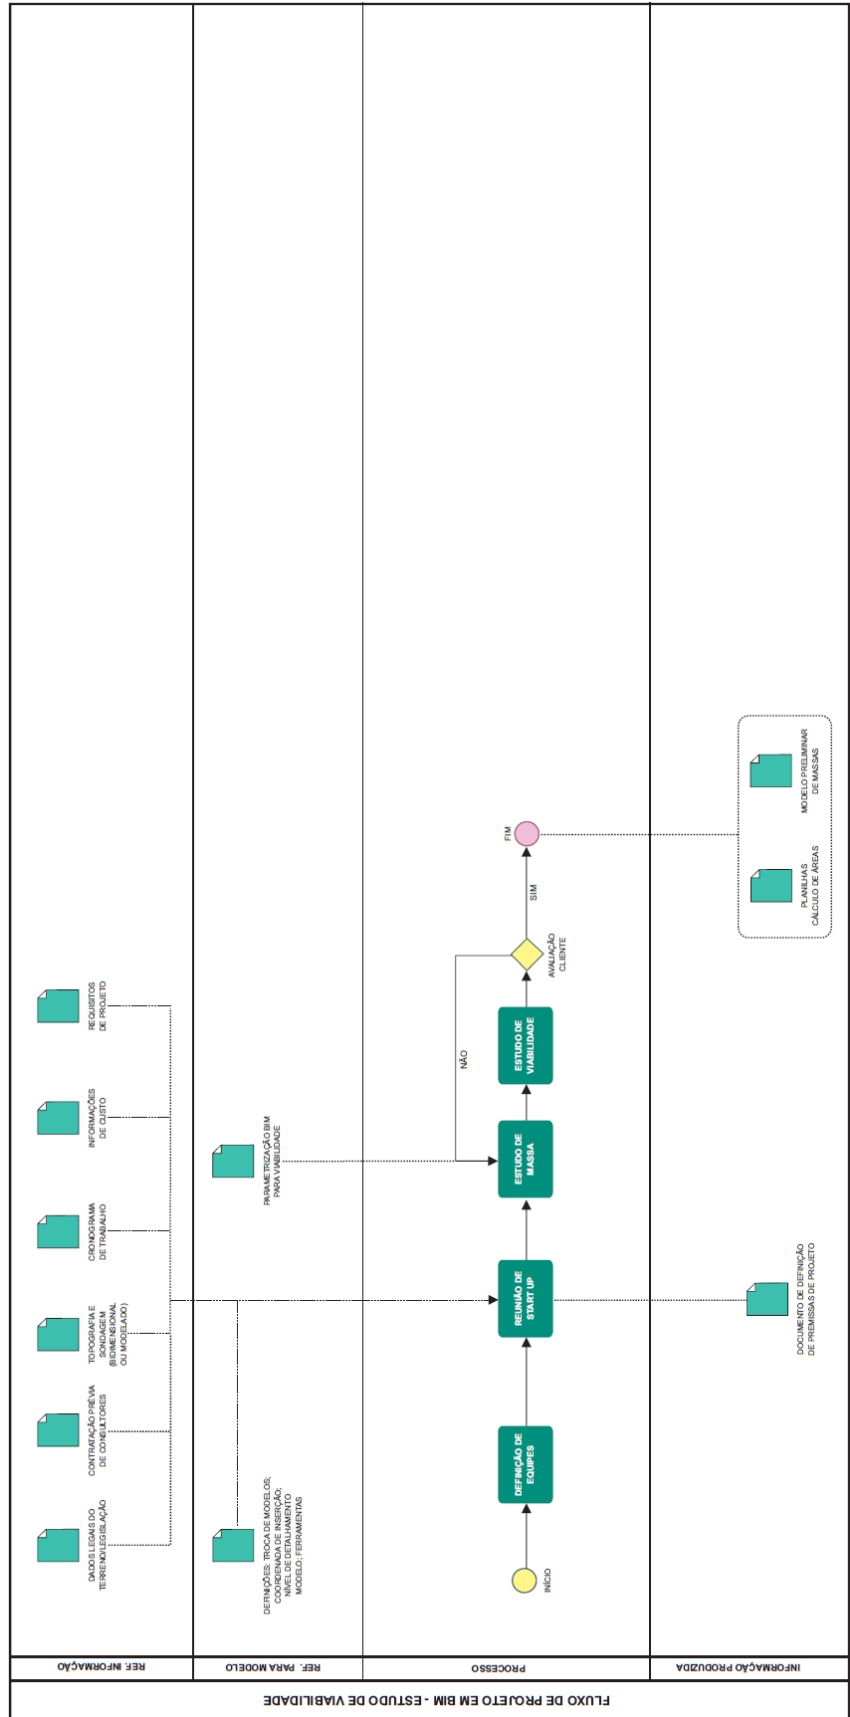 FLUXO DE PROJETO EM BIM - ESTUDO DE VIABILIDADE
REF. INFORMAÇÃO
DADOS LEGAIS DO
TERRENO/LEGISLAÇÃO
CONTRATAÇÃO PRÉVIA
DE CONSULTORES
TOPOGRAFIA E
SONDAGEM
(BIDIMENSIONAL
OU MODELADO)
CRONOGRAMA
DE TRABALHO
INFORMAÇÕES
DE CUSTO
REQUISITOS
DE PROJETO
REF. PARA MODELO
DEFINIÇÕES: TROCA DE MODELOS;
COORDENADA DE INSERÇÃO;
NÍVEL DE DETALHAMENTO
MODELO; FERRAMENTAS
PARAMETRIZAÇÃO BIM
PARA VIABILIDADE
PROCESSO
INÍCIO
DEFINIÇÃO DE
EQUIPES
REUNIÃO DE
START UP
ESTUDO DE
MASSA
ESTUDO DE
VIABILIDADE
NÃO
AVALIAÇÃO
CLIENTE
SIM
FIM
INFORMAÇÃO PRODUZIDA
DOCUMENTO DE DEFINIÇÃO
DE PREMISSAS DE PROJETO
PLANILHAS
CÁLCULO DE ÁREAS
MODELO PRELIMINAR
DE MASSAS